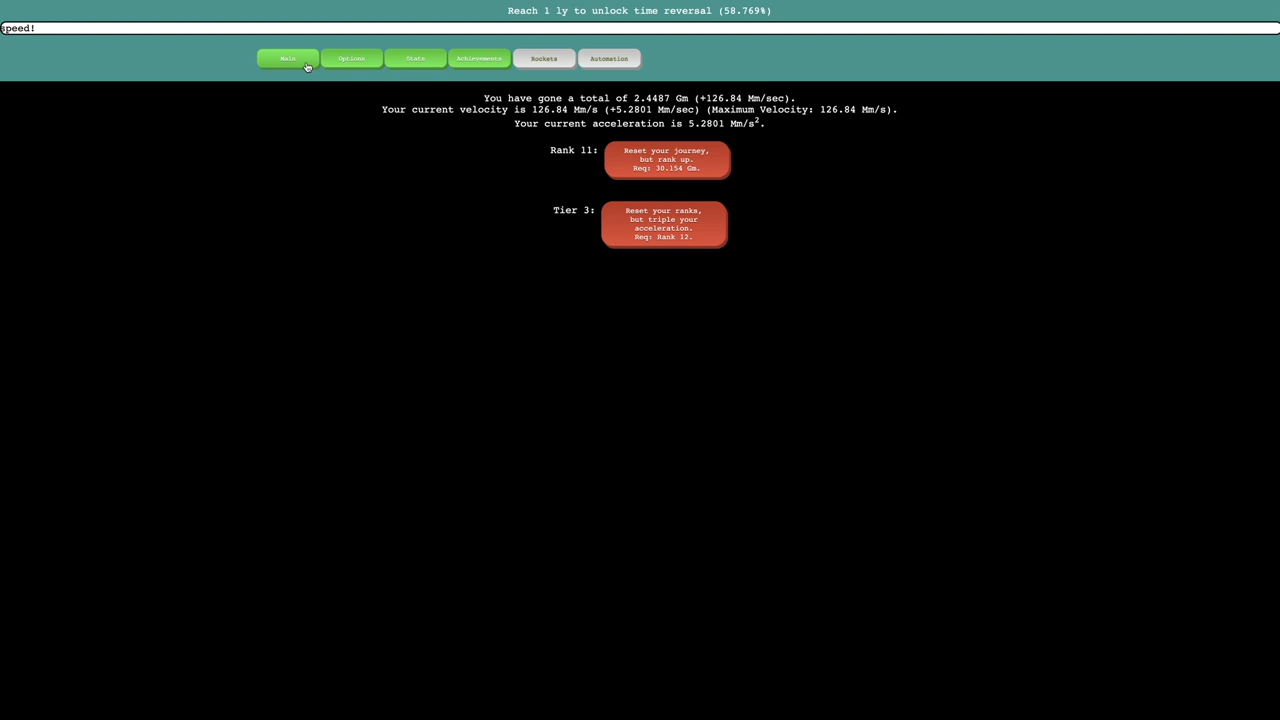 Reach 1 ly to unlock time reversal (58.769%)
speed!
Main Options Stats Achievements Rockets Automation
You have gone a total of 2.4487 Gm (+126.84 Mm/sec).
Your current velocity is 126.84 Mm/s (+5.2801 Mm/sec) (Maximum Velocity: 126.84 Mm/s).
Your current acceleration is 5.2801 Mm/s².
Rank 11:
Reset your journey,
but rank up.
Req: 30.154 Gm.
Tier 3:
Reset your ranks,
but triple your
acceleration.
Req: Rank 12.